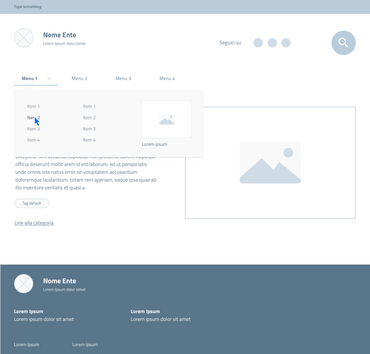 Type something
Nome Ente
Lorem ipsum dolor amet
Seguici su
Menu 1
Menu 2
Menu 3
Menu 4
Item 1
Item 1
Item 2
Item 3
Item 2
Item 3
Item 4
Item 4
Lorem ipsum
officia deserunt mollit anim id est laborum. ed ut perspiciatis
unde omnis iste natus error sit voluptatem accusantium
doloremque laudantium, totam rem aperiam, eaque ipsa quae ab
illo inventore veritatis et quasi a.
Tag default
Link alla categoria
Nome Ente
Lorem ipsum dolor amet
Lorem Ipsum
Lorem ipsum dolor sit amet
Lorem Ipsum
Lorem ipsum dolor sit amet
Lorem ipsum
Lorem ipsum